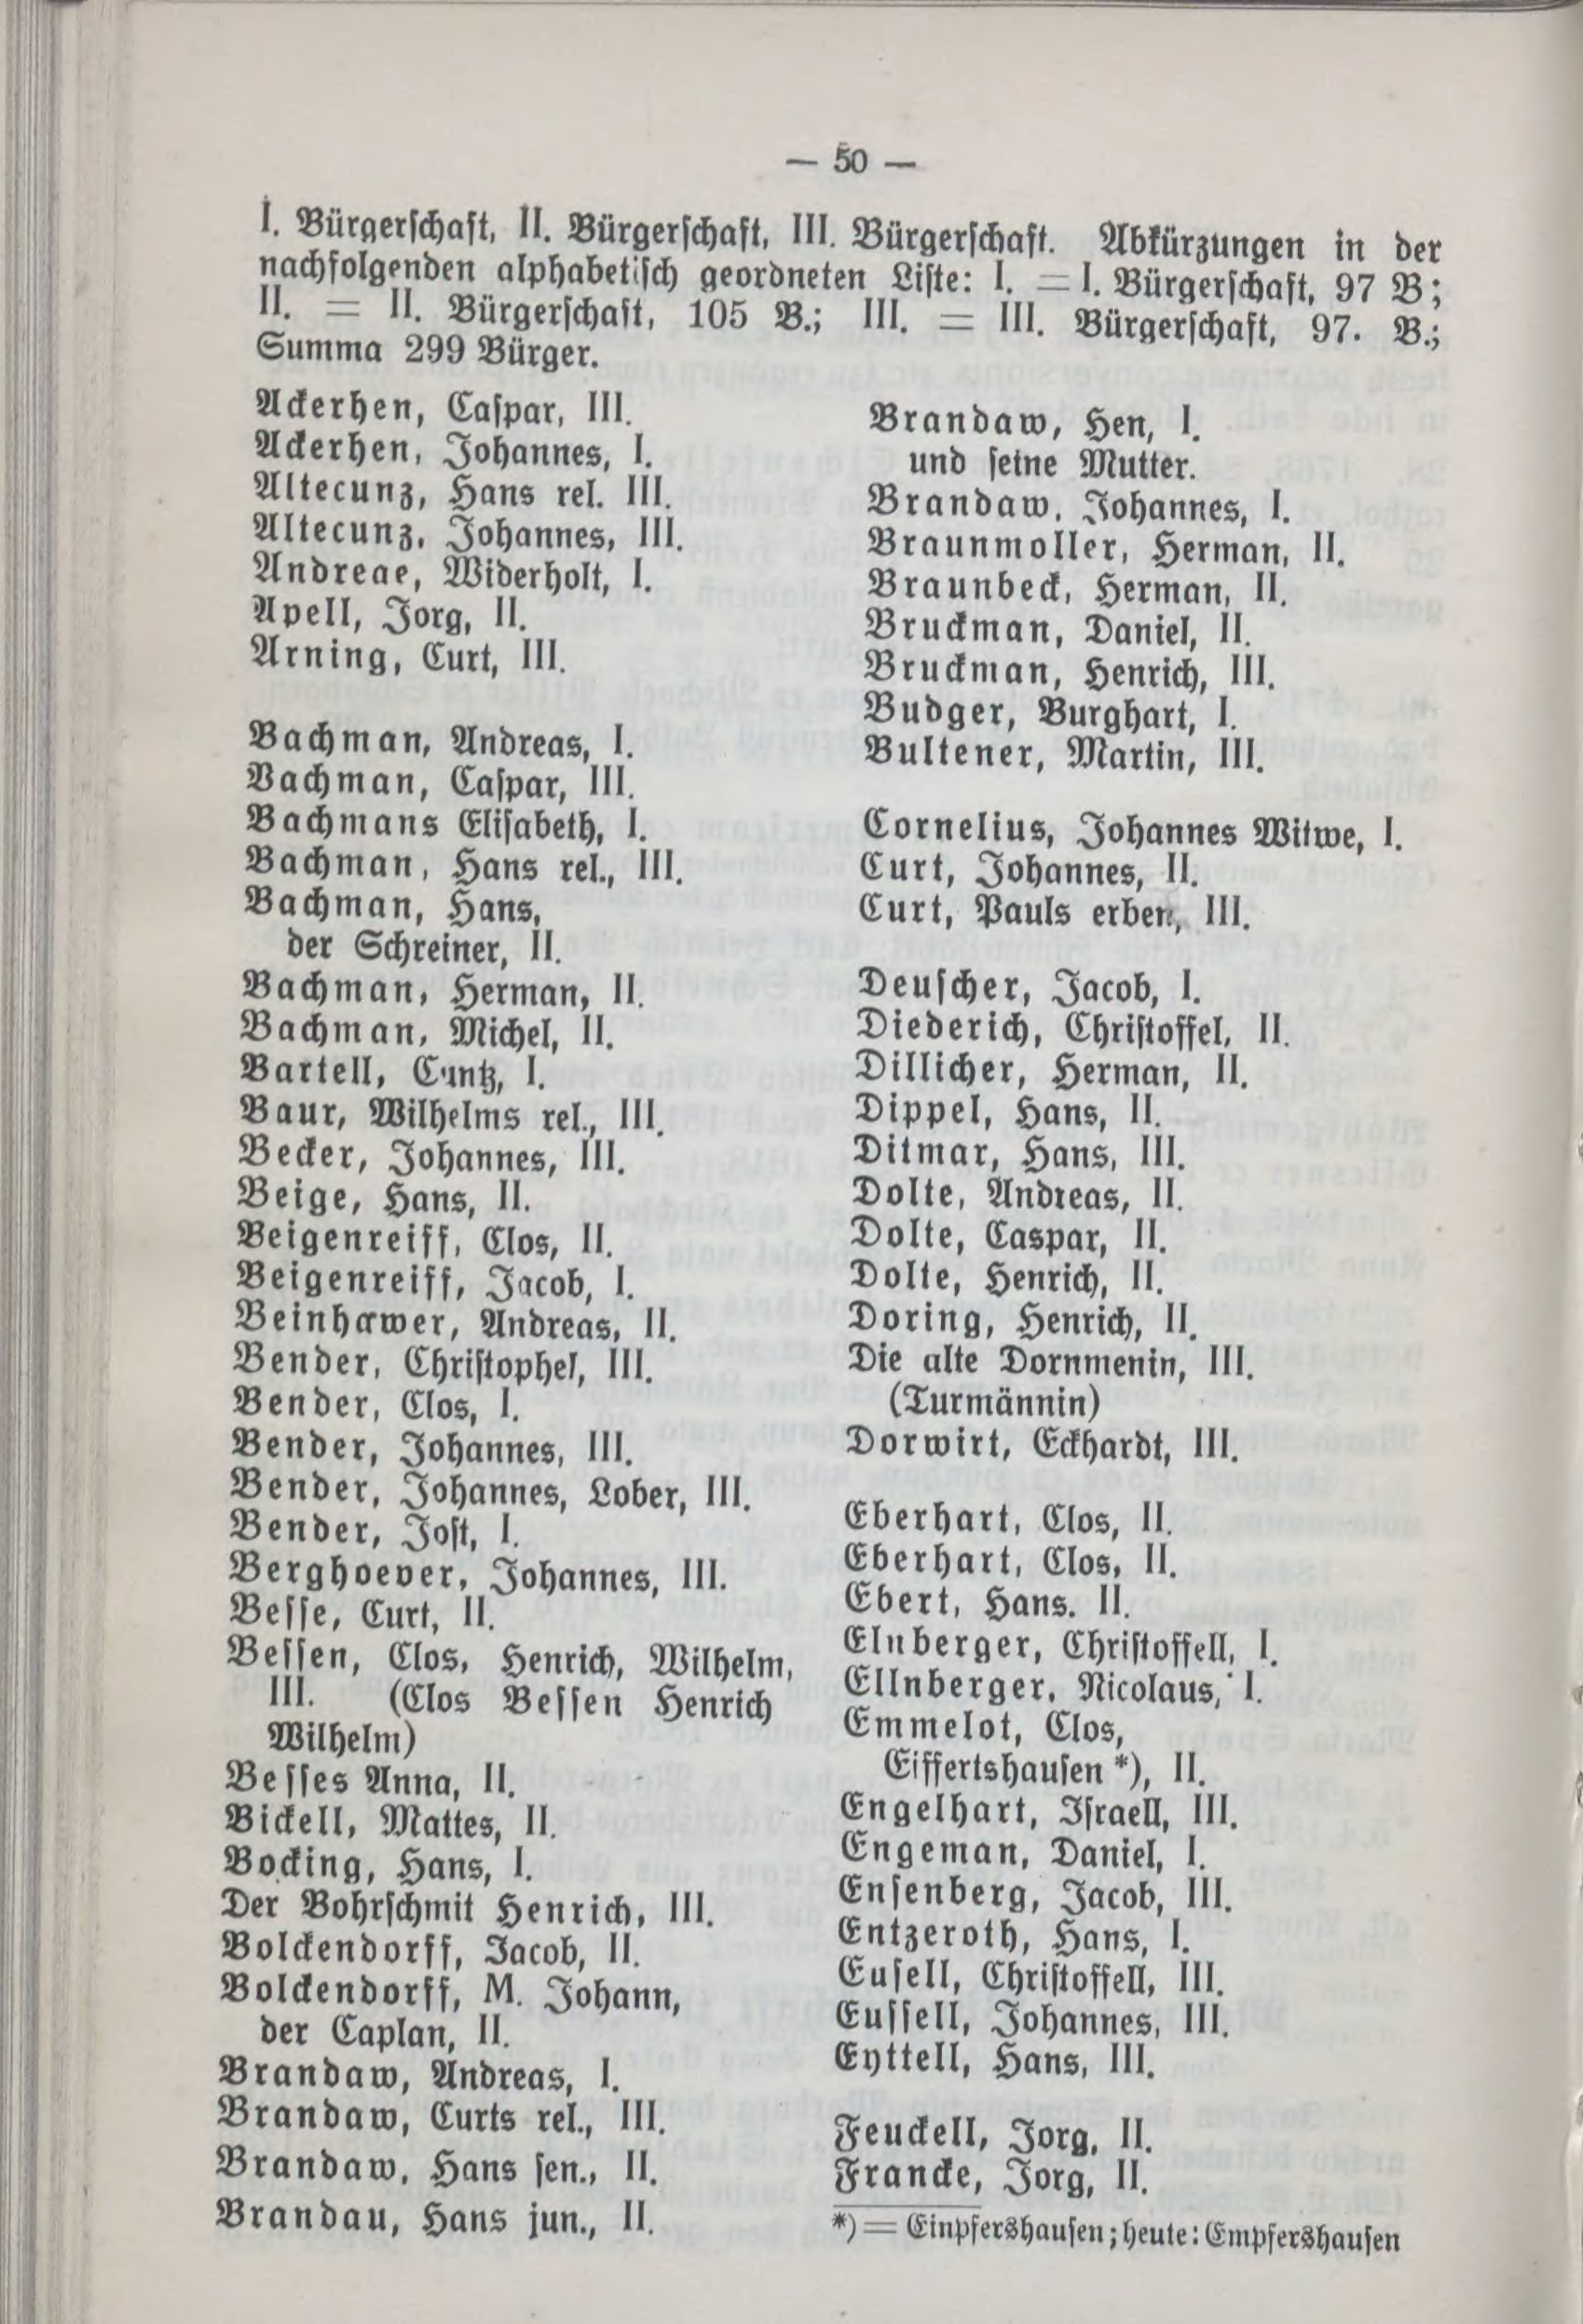 — 50 —
I. Bürgerschaft, II. Bürgerschaft, III. Bürgerschaft. Abkürzungen in der
nachfolgenden alphabetisch geordneten Liste: I. = I. Bürgerschaft, 97 B;
II. = II. Bürgerschaft, 105 B.; III. = III. Bürgerschaft, 97. B.;
Summa 299 Bürger.
Ackerhen, Caspar, III.
Ackerhen, Johannes, I.
Altecunz, Hans rel. III.
Altecunz, Johannes, III.
Andreae, Widerholt, I.
Apell, Jorg, II.
Arning, Curt, III.
Bachman, Andreas, I.
Bachman, Caspar, III.
Bachmans Elisabeth, I.
Bachman, Hans rel., III.
Bachman, Hans,
der Schreiner, II.
Bachman, Herman, II.
Bachman, Michel, II.
Bartell, Cuntz, I.
Baur, Wilhelms rel., III.
Becker, Johannes, III.
Beige, Hans, II.
Beigenreiff, Clos, II.
Beigenreiff, Jacob, I.
Beinhawer, Andreas, II.
Bender, Christophel, III.
Bender, Clos, I.
Bender, Johannes, III.
Bender, Johannes, Lober, III.
Bender, Jost, I.
Berghoever, Johannes, III.
Besse, Curt, II.
Bessen, Clos, Henrich, Wilhelm,
III. (Clos Bessen Henrich
Wilhelm)
Besses Anna, II.
Bickell, Mattes, II.
Bocking, Hans, I.
Der Bohrschmit Henrich, III.
Bolckendorff, Jacob, II.
Bolckendorff, M. Johann,
der Caplan, II.
Brandaw, Andreas, I.
Brandaw, Curts rel., III.
Brandaw, Hans sen., II.
Brandau, Hans jun., II.
Brandaw, Hen, I.
und seine Mutter.
Brandaw, Johannes, I.
Braunmoller, Herman, II.
Braunbeck, Herman, II.
Bruckman, Daniel, II.
Bruckman, Henrich, III.
Budger, Burghart, I.
Bultener, Martin, III.
Cornelius, Johannes Witwe, I.
Curt, Johannes, II.
Curt, Pauls erben, III.
Deuscher, Jacob, I.
Diederich, Christoffel, II.
Dillicher, Herman, II.
Dippel, Hans, II.
Ditmar, Hans, III.
Dolte, Andreas, II.
Dolte, Caspar, II.
Dolte, Henrich, II.
Doring, Henrich, II.
Die alte Dornmenin, III.
(Turmännin)
Dorwirt, Eckhardt, III.
Eberhart, Clos, II.
Eberhart, Clos, II.
Ebert, Hans. II.
Elnberger, Christoffell, I.
Ellnberger, Nicolaus, I.
Emmelot, Clos,
Eiffertshausen *), II.
Engelhart, Israell, III.
Engeman, Daniel, I.
Ensenberg, Jacob, III.
Entzeroth, Hans, I.
Eusell, Christoffell, III.
Eussell, Johannes, III.
Eyttell, Hans, III.
Feuckell, Jorg, II.
Francke, Jorg, II.
*) = Einpfershausen; heute: Empfershausen